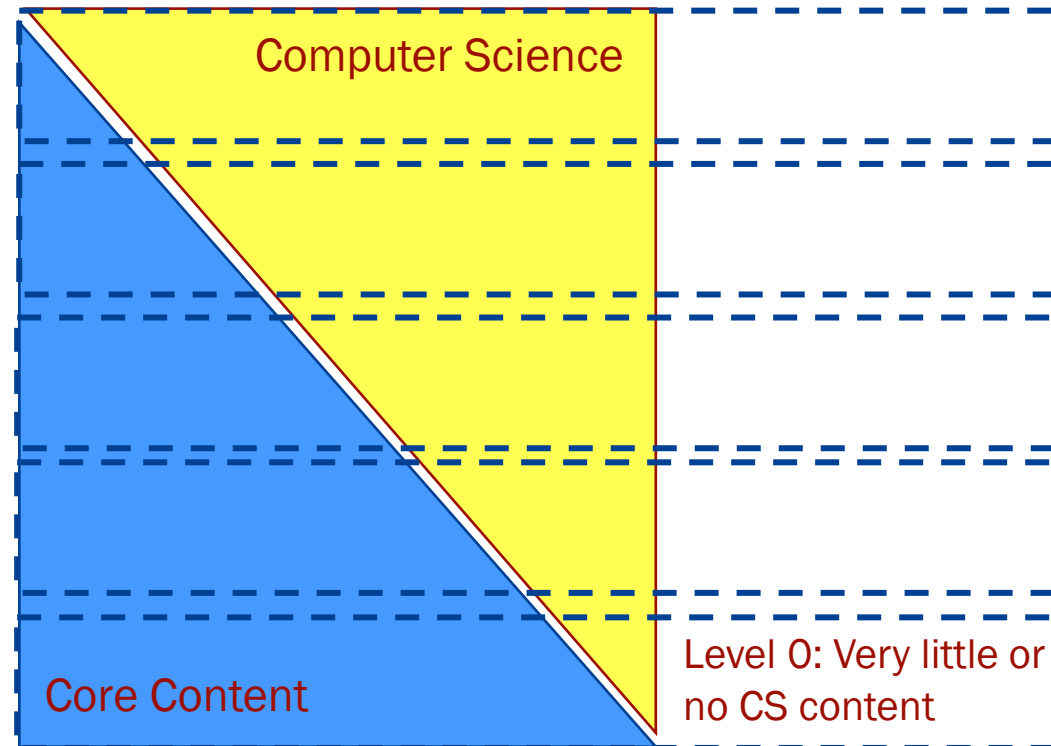 Computer Science
Level 0: Very little or
no CS content
Core Content